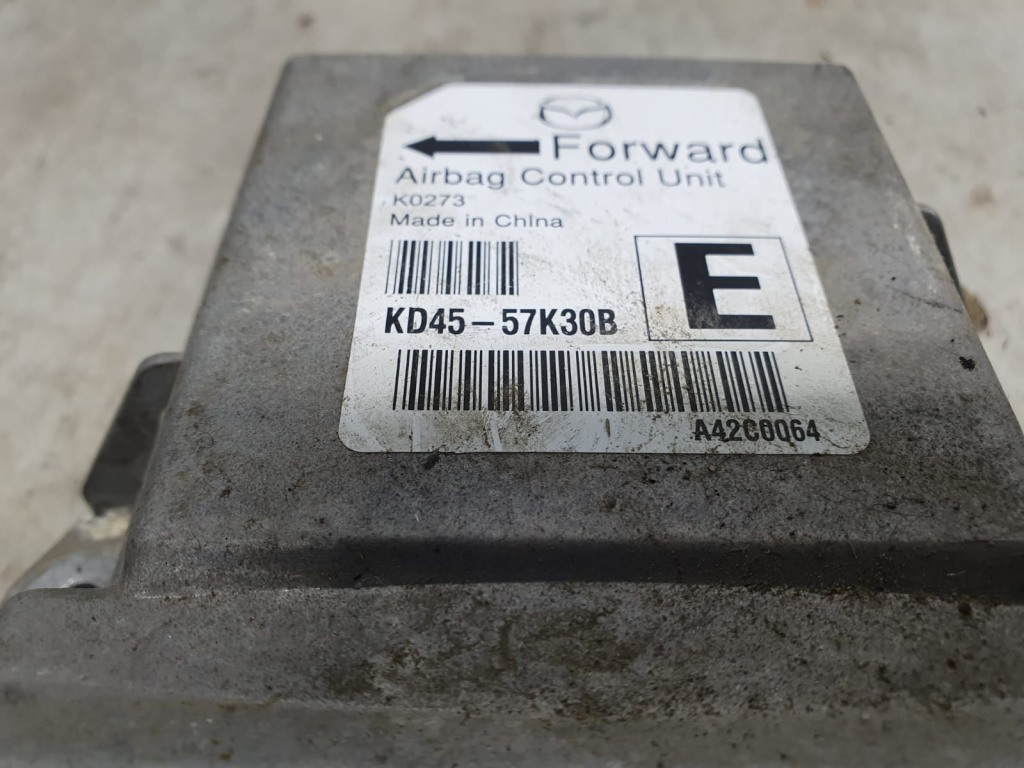 Forward
Airbag Control Unit
K0273
Made in China
E
KD45-57K30B
A42C0064